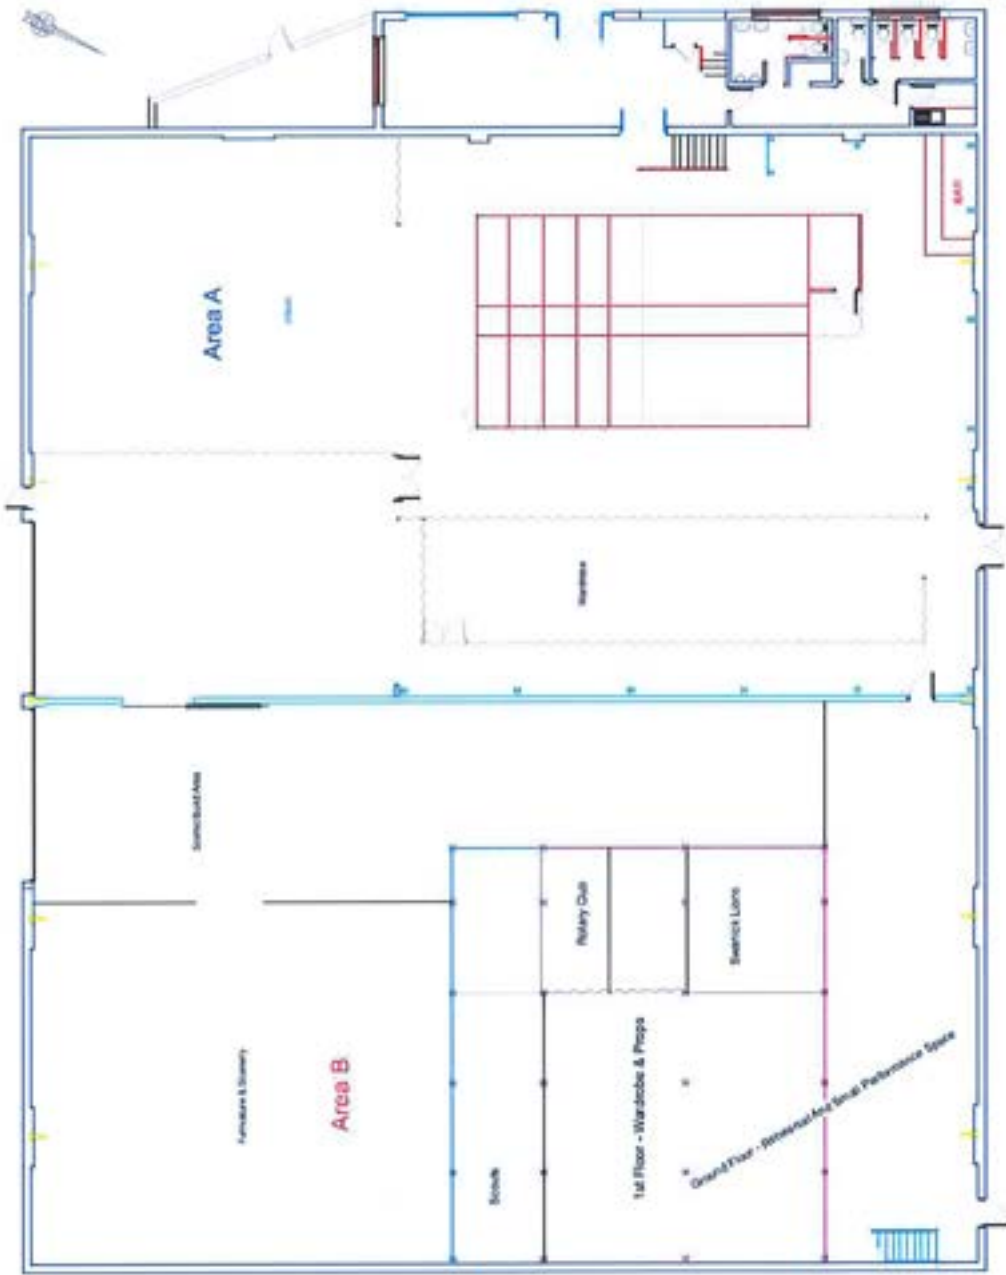 Area A
BAR
Wardrobe
Scenic Build Area
Rotary Club
Swanick Lions
Furniture & Scenery
Area B
Scouts
1st Floor - Wardrobe & Props
Ground Floor - Rehearsal And Small Performance Space